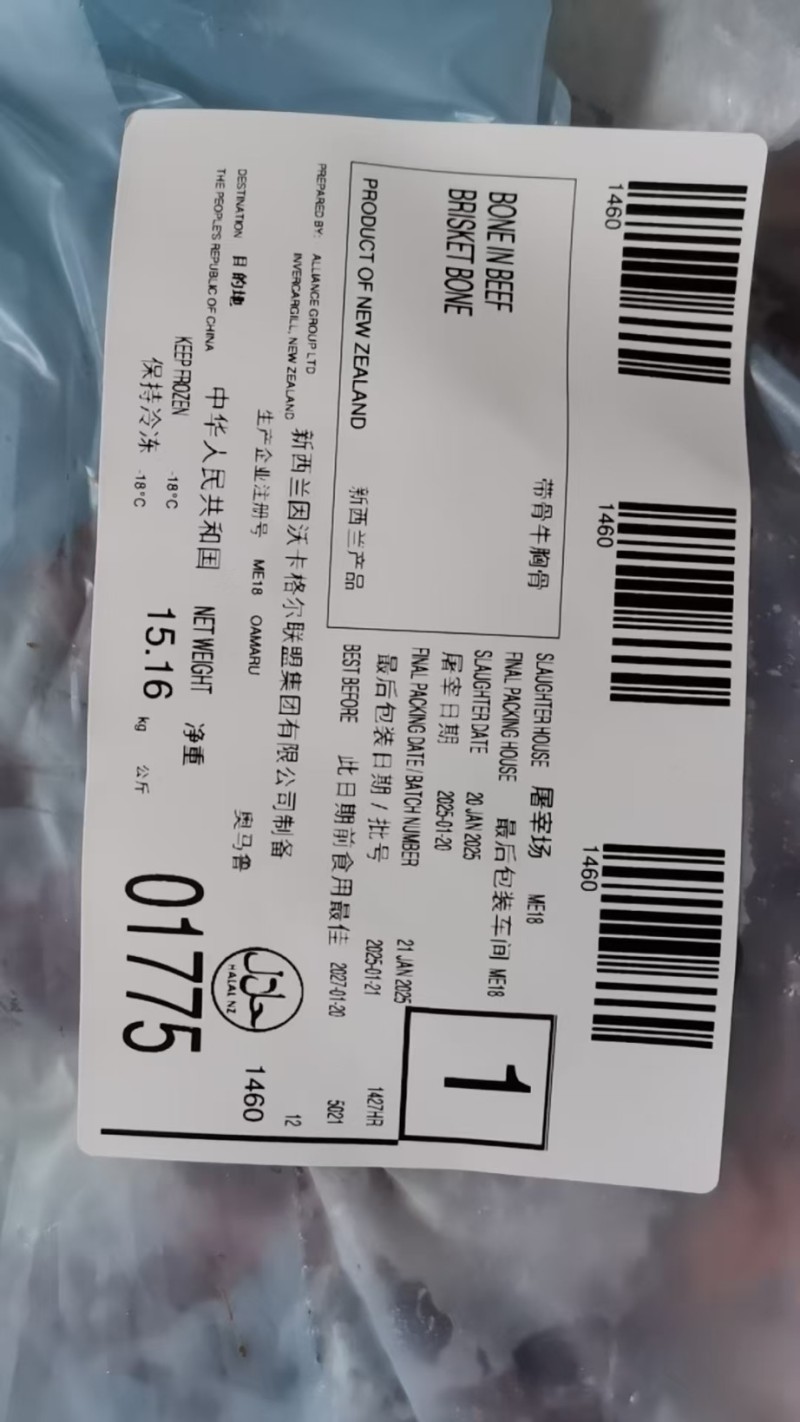 1460
1460
1460
BONE IN BEEF
BRISKET BONE
带骨牛胸骨
PRODUCT OF NEW ZEALAND 新西兰产品
SLAUGHTER HOUSE 屠宰场 ME18
FINAL PACKING HOUSE 最后包装车间 ME18
SLAUGHTER DATE 20 JAN 2025
屠宰日期 2025-01-20
FINAL PACKING DATE / BATCH NUMBER 21 JAN 2025
最后包装日期 / 批号 2025-01-21 1427HR
BEST BEFORE 此日期前食用最佳 2027-01-20 5021
1
PREPARED BY: ALLIANCE GROUP LTD
INVERCARGILL, NEW ZEALAND 新西兰因沃卡格尔联盟集团有限公司制备
12
生产企业注册号 ME18 OAMARU 奥马鲁
DESTINATION 目的地
THE PEOPLE'S REPUBLIC OF CHINA 中华人民共和国
KEEP FROZEN -18°C
保持冷冻 -18°C
NET WEIGHT 净重
15.16 kg 公斤
حلال
HALAL NZ
1460
01775